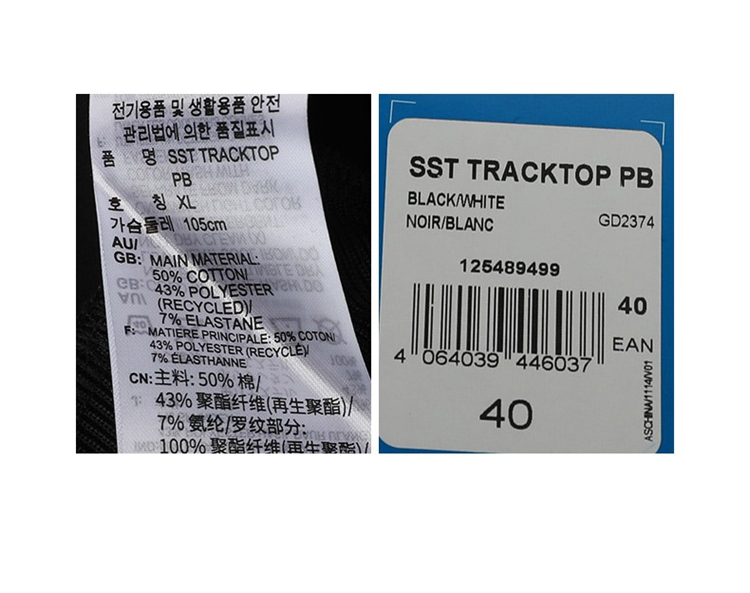 전기용품 및 생활용품 안전
관리법에 의한 품질표시
품 명 SST TRACKTOP
PB
호 칭 XL
가슴둘레 105cm
AU/
GB: MAIN MATERIAL:
50% COTTON/
43% POLYESTER
(RECYCLED)/
7% ELASTANE
F: MATIERE PRINCIPALE: 50% COTON/
43% POLYESTER (RECYCLÉ)/
7% ÉLASTHANNE
CN: 主料: 50% 棉/
43% 聚酯纤维(再生聚酯)/
7% 氨纶/罗纹部分:
100% 聚酯纤维(再生聚酯)/
SST TRACKTOP PB
BLACK/WHITE
NOIR/BLANC GD2374
125489499
40
EAN
4 064039 446037
40
ASCHINA/1114/V01